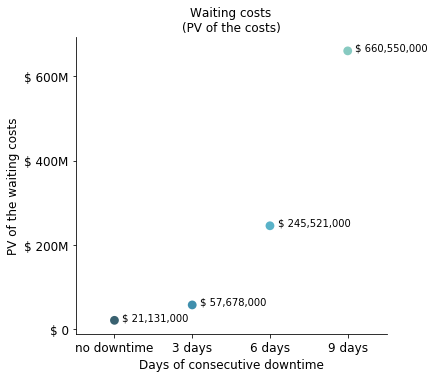 Waiting costs
(PV of the costs)
$ 660,550,000
$ 600M
$ 400M
$ 245,521,000
$ 200M
$ 57,678,000
$ 21,131,000
$ 0
PV of the waiting costs
no downtime 3 days 6 days 9 days
Days of consecutive downtime